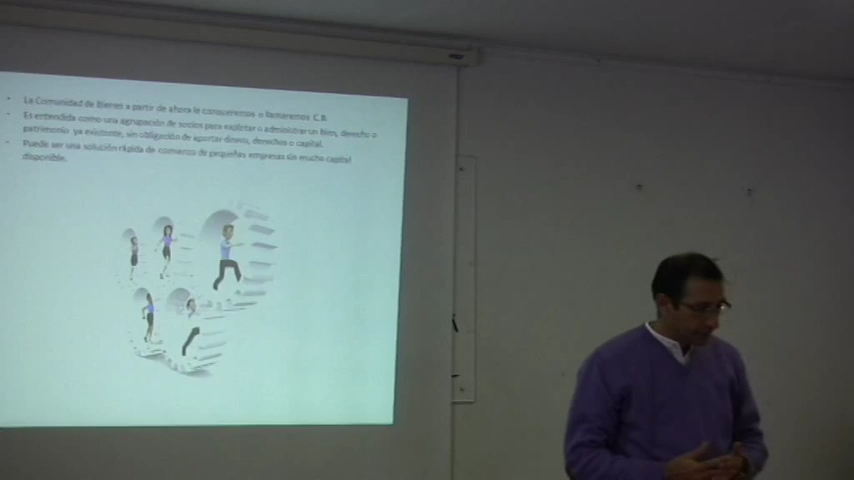 La Comunidad de Bienes a partir de ahora le conoceremos o llamaremos C.B.
Es entendida como una agrupación de socios para explotar o administrar un bien, derecho o
patrimonio ya existente, sin obligación de aportar dinero, derechos o capital.
Puede ser una solución rápida de comienzo de pequeñas empresas sin mucho capital
disponible.